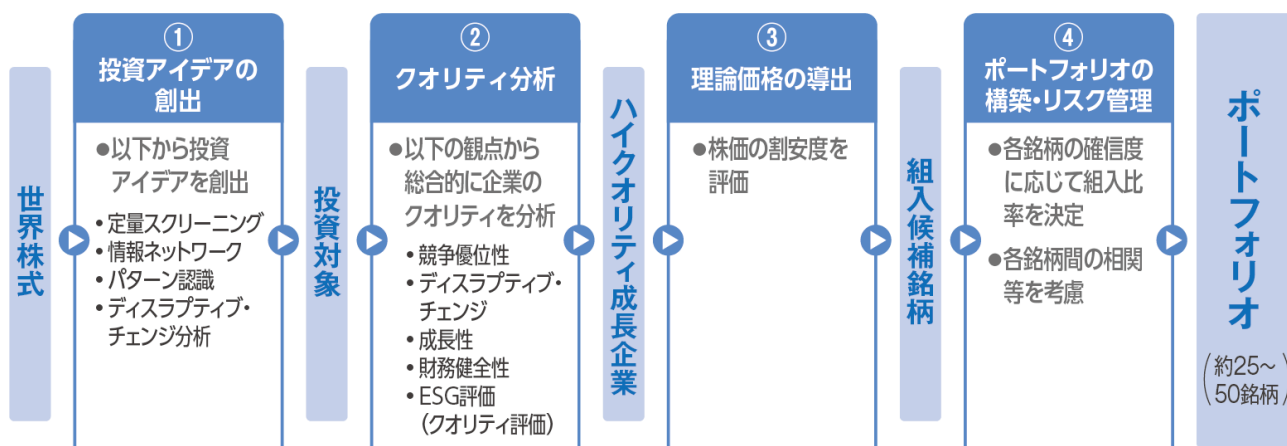 世界株式
①
投資アイデアの
創出
●以下から投資
アイデアを創出
•定量スクリーニング
•情報ネットワーク
•パターン認識
•ディスラプティブ・
チェンジ分析
投資対象
②
クオリティ分析
●以下の観点から
総合的に企業の
クオリティを分析
•競争優位性
•ディスラプティブ・
チェンジ
•成長性
•財務健全性
•ESG評価
（クオリティ評価）
ハイクオリティ成長企業
③
理論価格の導出
●株価の割安度を
評価
組入候補銘柄
④
ポートフォリオの
構築・リスク管理
●各銘柄の確信度
に応じて組入比
率を決定
●各銘柄間の相関
等を考慮
ポートフォリオ
（約25～
50銘柄）